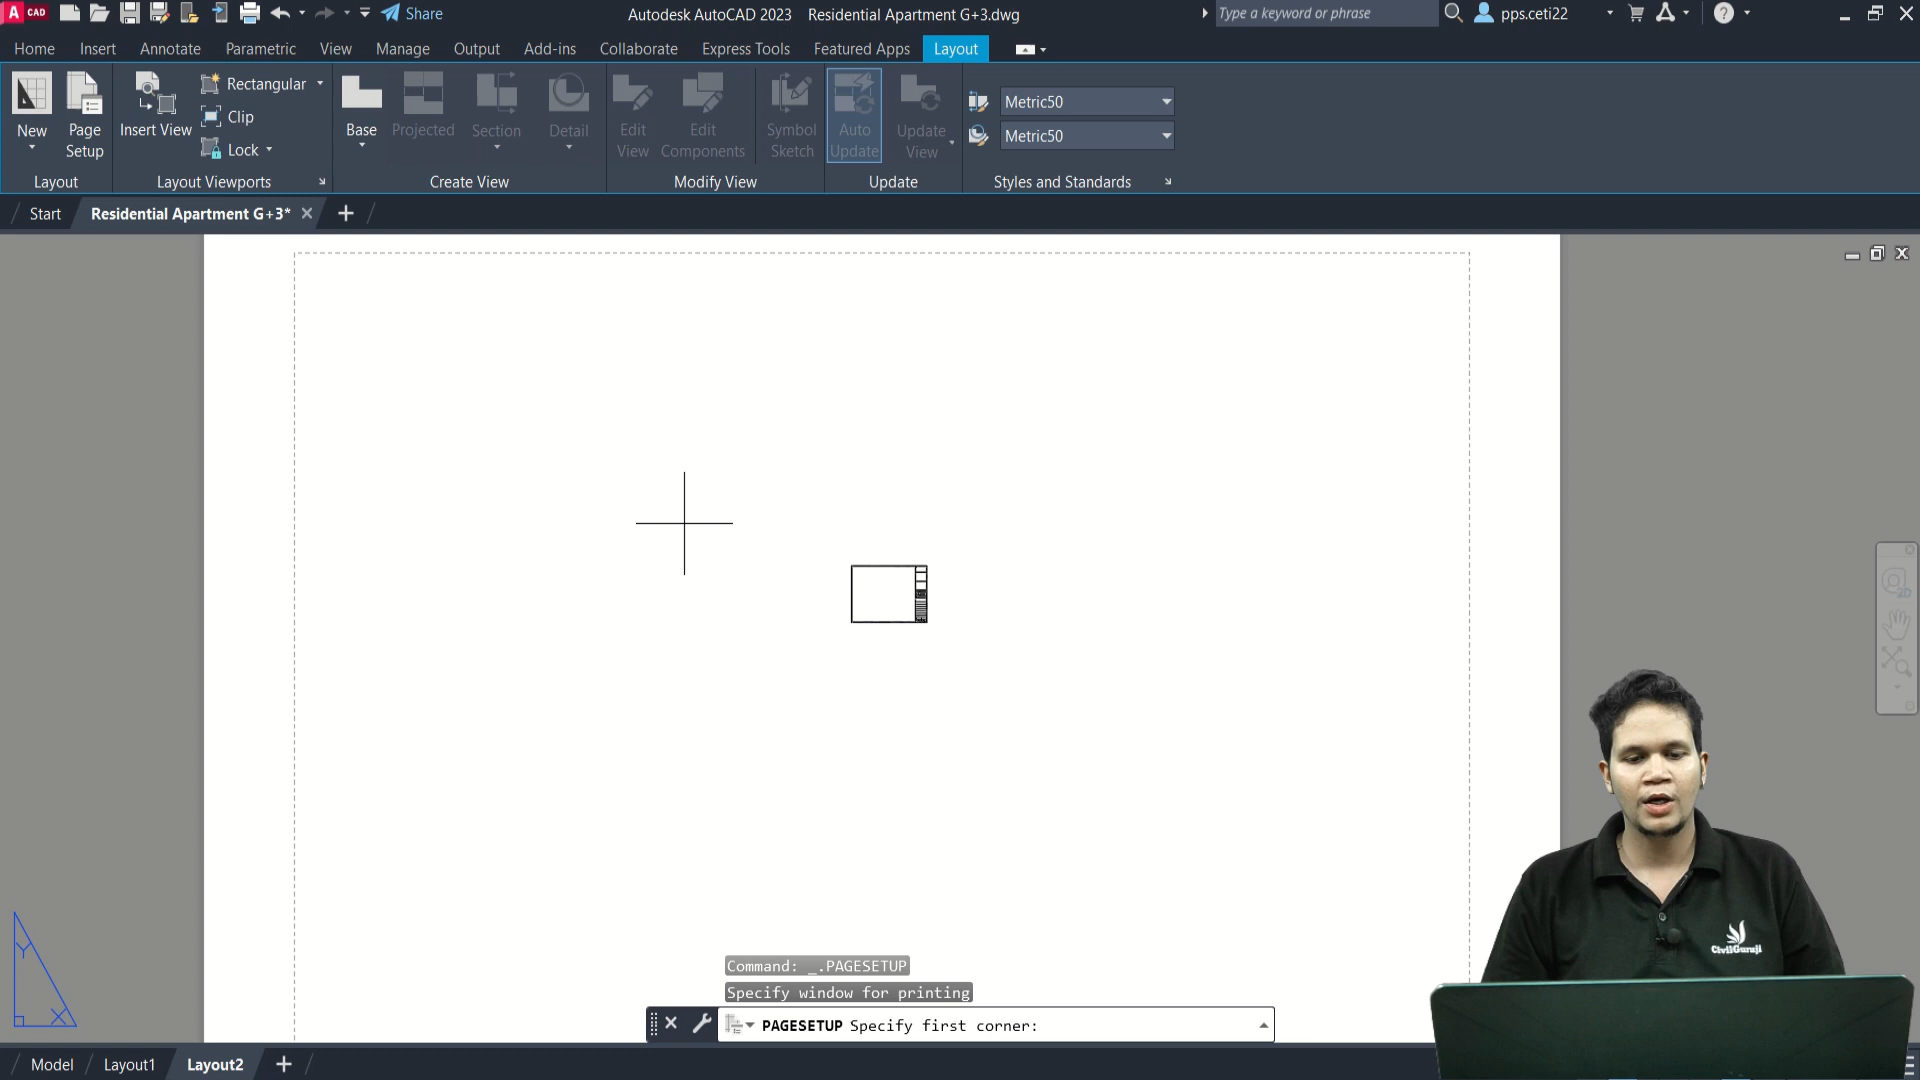 A CAD
Share
Autodesk AutoCAD 2023 Residential Apartment G+3.dwg
Type a keyword or phrase
pps.ceti22
Home Insert Annotate Parametric View Manage Output Add-ins Collaborate Express Tools Featured Apps Layout
New
Page
Setup
Insert View
Rectangular
Clip
Lock
Base
Projected
Section
Detail
Edit
View
Edit
Components
Symbol
Sketch
Auto
Update
Update
View
Metric50
Metric50
Layout
Layout Viewports
Create View
Modify View
Update
Styles and Standards
Start
Residential Apartment G+3*
2D
Y
X
CivilGuruji
Command: _.PAGESETUP
Specify window for printing
PAGESETUP Specify first corner:
Model Layout1 Layout2